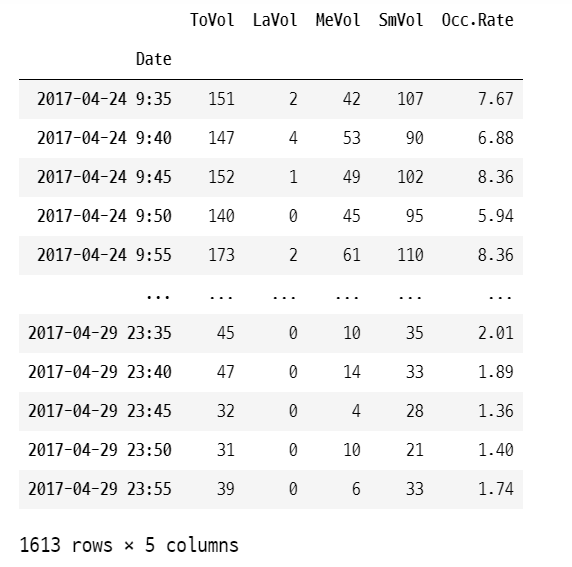 ToVol LaVol MeVol SmVol Occ.Rate
Date
2017-04-24 9:35 151 2 42 107 7.67
2017-04-24 9:40 147 4 53 90 6.88
2017-04-24 9:45 152 1 49 102 8.36
2017-04-24 9:50 140 0 45 95 5.94
2017-04-24 9:55 173 2 61 110 8.36
... ... ... ... ... ...
2017-04-29 23:35 45 0 10 35 2.01
2017-04-29 23:40 47 0 14 33 1.89
2017-04-29 23:45 32 0 4 28 1.36
2017-04-29 23:50 31 0 10 21 1.40
2017-04-29 23:55 39 0 6 33 1.74
1613 rows × 5 columns